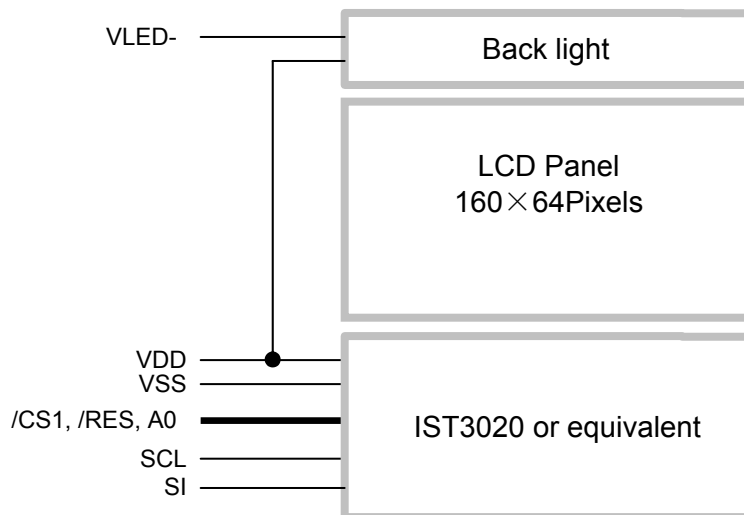 VLED-
Back light
LCD Panel
160×64Pixels
VDD
VSS
/CS1, /RES, A0
IST3020 or equivalent
SCL
SI